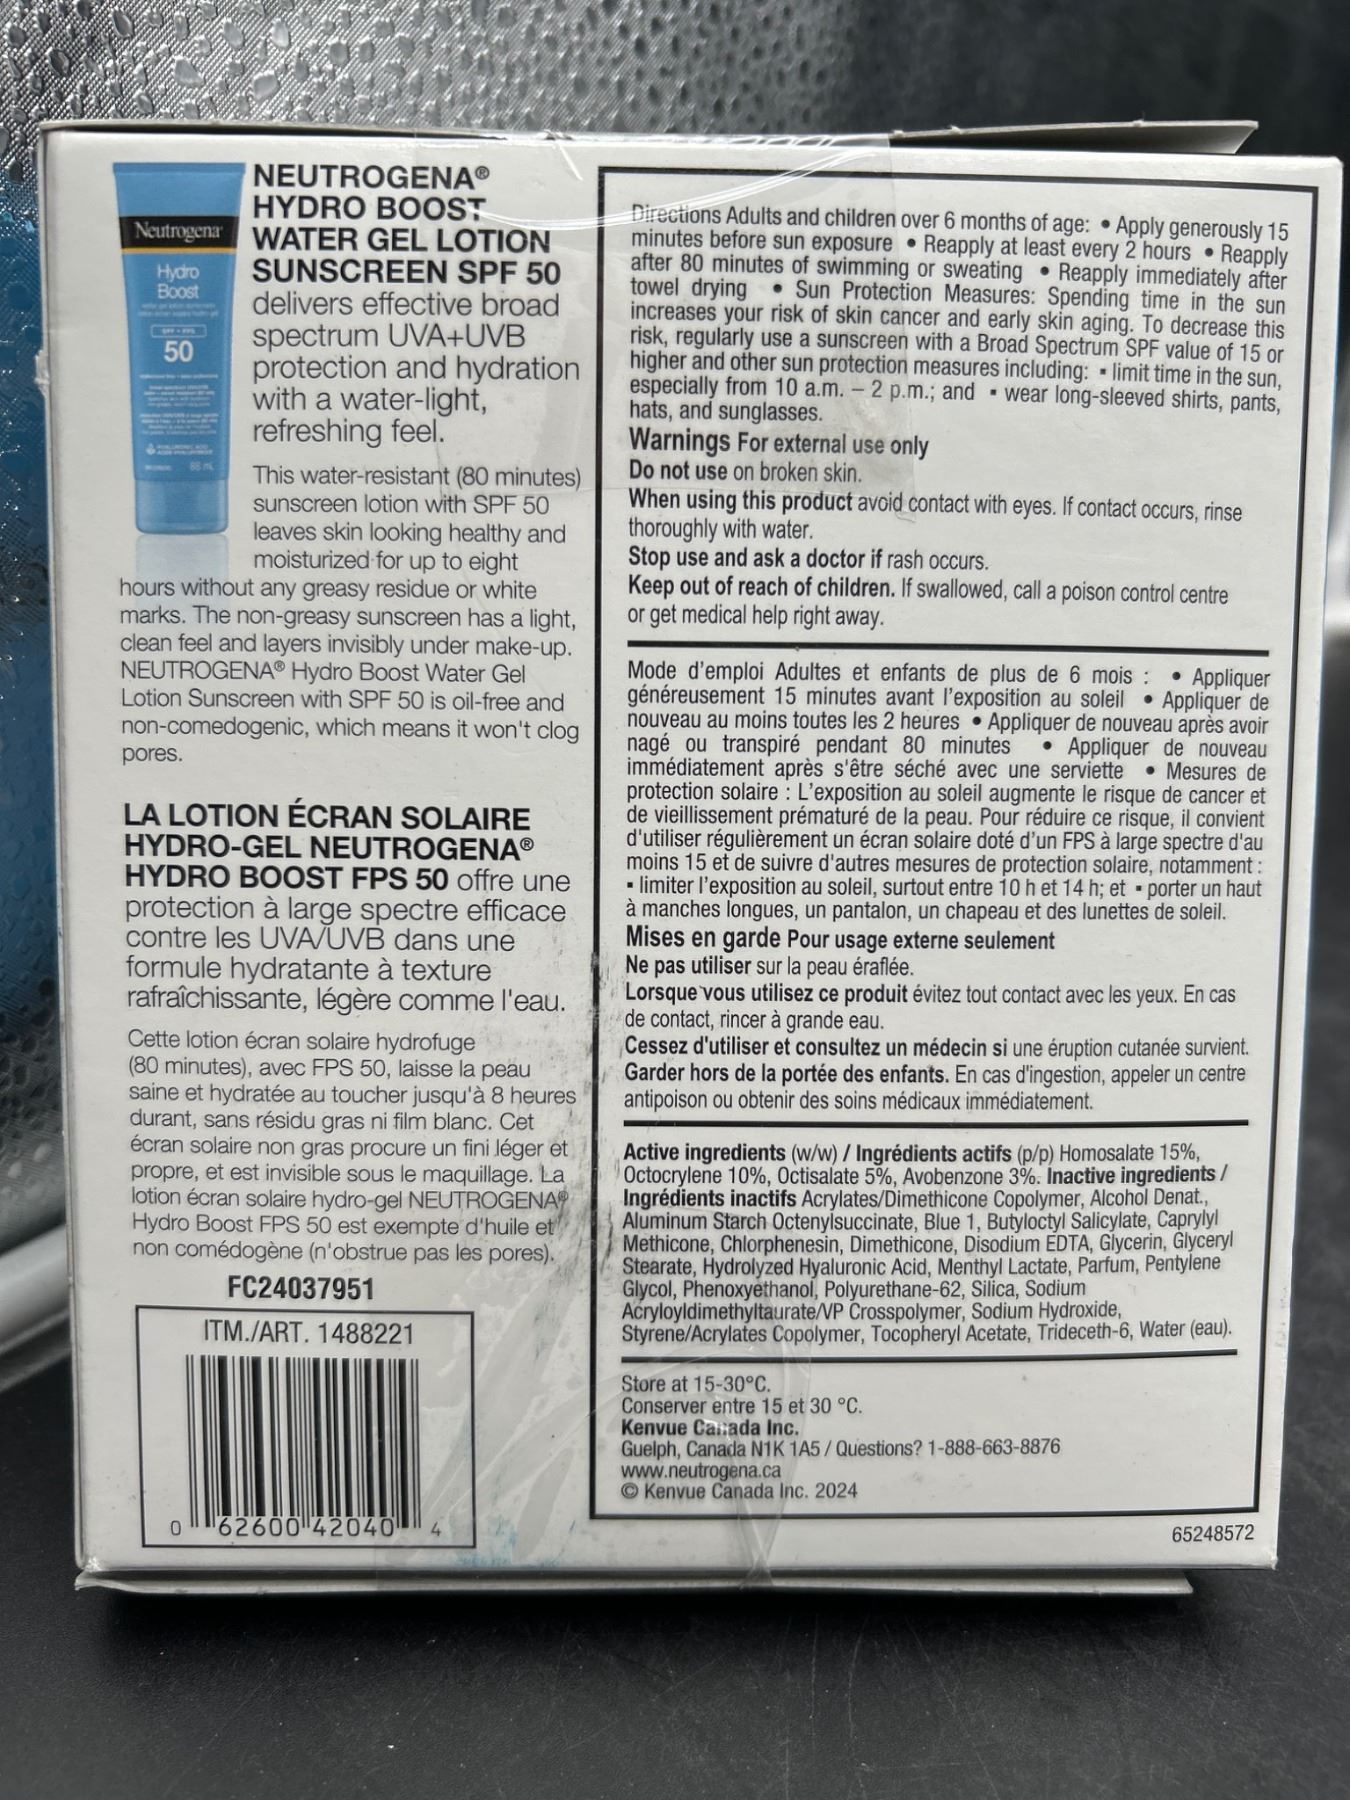 NEUTROGENA®
HYDRO BOOST
WATER GEL LOTION
SUNSCREEN SPF 50
delivers effective broad
spectrum UVA+UVB
protection and hydration
with a water-light,
refreshing feel.
Neutrogena
Hydro
Boost
SPF • FPS
50
88 mL
This water-resistant (80 minutes)
sunscreen lotion with SPF 50
leaves skin looking healthy and
moisturized for up to eight
hours without any greasy residue or white
marks. The non-greasy sunscreen has a light,
clean feel and layers invisibly under make-up.
NEUTROGENA® Hydro Boost Water Gel
Lotion Sunscreen with SPF 50 is oil-free and
non-comedogenic, which means it won't clog
pores.
LA LOTION ÉCRAN SOLAIRE
HYDRO-GEL NEUTROGENA®
HYDRO BOOST FPS 50 offre une
protection à large spectre efficace
contre les UVA/UVB dans une
formule hydratante à texture
rafraîchissante, légère comme l'eau.
Cette lotion écran solaire hydrofuge
(80 minutes), avec FPS 50, laisse la peau
saine et hydratée au toucher jusqu'à 8 heures
durant, sans résidu gras ni film blanc. Cet
écran solaire non gras procure un fini léger et
propre, et est invisible sous le maquillage. La
lotion écran solaire hydro-gel NEUTROGENA®
Hydro Boost FPS 50 est exempte d'huile et
non comédogène (n'obstrue pas les pores).
FC24037951
ITM./ART. 1488221
0 62600 42040 4
Directions Adults and children over 6 months of age: • Apply generously 15
minutes before sun exposure • Reapply at least every 2 hours • Reapply
after 80 minutes of swimming or sweating • Reapply immediately after
towel drying • Sun Protection Measures: Spending time in the sun
increases your risk of skin cancer and early skin aging. To decrease this
risk, regularly use a sunscreen with a Broad Spectrum SPF value of 15 or
higher and other sun protection measures including: ▪ limit time in the sun,
especially from 10 a.m. – 2 p.m.; and ▪ wear long-sleeved shirts, pants,
hats, and sunglasses.
Warnings For external use only
Do not use on broken skin.
When using this product avoid contact with eyes. If contact occurs, rinse
thoroughly with water.
Stop use and ask a doctor if rash occurs.
Keep out of reach of children. If swallowed, call a poison control centre
or get medical help right away.
Mode d'emploi Adultes et enfants de plus de 6 mois : • Appliquer
généreusement 15 minutes avant l'exposition au soleil • Appliquer de
nouveau au moins toutes les 2 heures • Appliquer de nouveau après avoir
nagé ou transpiré pendant 80 minutes • Appliquer de nouveau
immédiatement après s'être séché avec une serviette • Mesures de
protection solaire : L'exposition au soleil augmente le risque de cancer et
de vieillissement prématuré de la peau. Pour réduire ce risque, il convient
d'utiliser régulièrement un écran solaire doté d'un FPS à large spectre d'au
moins 15 et de suivre d'autres mesures de protection solaire, notamment :
▪ limiter l'exposition au soleil, surtout entre 10 h et 14 h; et ▪ porter un haut
à manches longues, un pantalon, un chapeau et des lunettes de soleil.
Mises en garde Pour usage externe seulement
Ne pas utiliser sur la peau éraflée.
Lorsque vous utilisez ce produit évitez tout contact avec les yeux. En cas
de contact, rincer à grande eau.
Cessez d'utiliser et consultez un médecin si une éruption cutanée survient.
Garder hors de la portée des enfants. En cas d'ingestion, appeler un centre
antipoison ou obtenir des soins médicaux immédiatement.
Active ingredients (w/w) / Ingrédients actifs (p/p) Homosalate 15%,
Octocrylene 10%, Octisalate 5%, Avobenzone 3%. Inactive ingredients /
Ingrédients inactifs Acrylates/Dimethicone Copolymer, Alcohol Denat.,
Aluminum Starch Octenylsuccinate, Blue 1, Butyloctyl Salicylate, Caprylyl
Methicone, Chlorphenesin, Dimethicone, Disodium EDTA, Glycerin, Glyceryl
Stearate, Hydrolyzed Hyaluronic Acid, Menthyl Lactate, Parfum, Pentylene
Glycol, Phenoxyethanol, Polyurethane-62, Silica, Sodium
Acryloyldimethyltaurate/VP Crosspolymer, Sodium Hydroxide,
Styrene/Acrylates Copolymer, Tocopheryl Acetate, Trideceth-6, Water (eau).
Store at 15-30°C.
Conserver entre 15 et 30 °C.
Kenvue Canada Inc.
Guelph, Canada N1K 1A5 / Questions? 1-888-663-8876
www.neutrogena.ca
© Kenvue Canada Inc. 2024
65248572